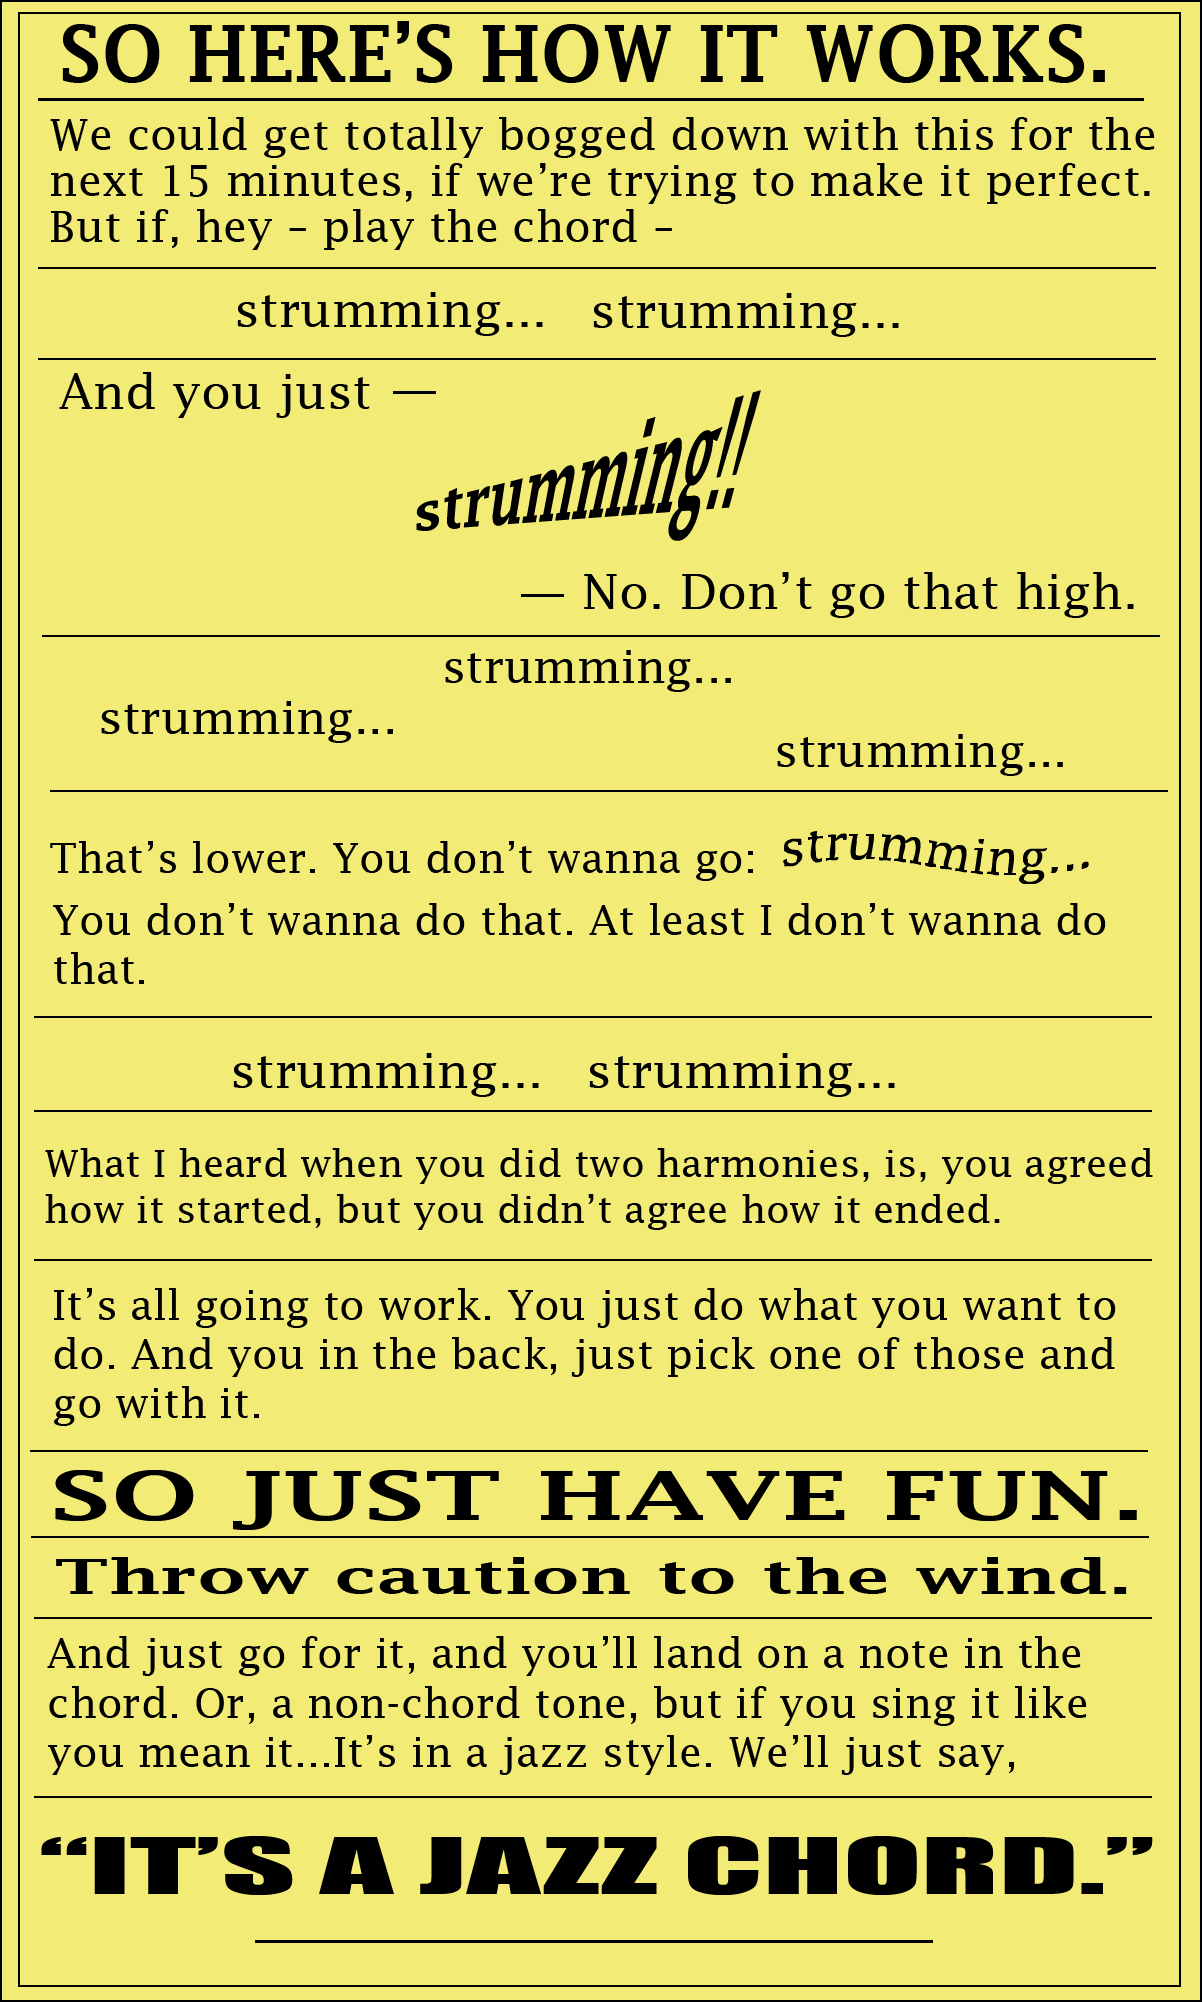 SO HERE’S HOW IT WORKS.
We could get totally bogged down with this for the
next 15 minutes, if we’re trying to make it perfect.
But if, hey – play the chord –
strumming... strumming...
And you just —
strumming!!
— No. Don’t go that high.
strumming...
strumming...
strumming...
That’s lower. You don’t wanna go: strumming...
You don’t wanna do that. At least I don’t wanna do
that.
strumming... strumming...
What I heard when you did two harmonies, is, you agreed
how it started, but you didn’t agree how it ended.
It’s all going to work. You just do what you want to
do. And you in the back, just pick one of those and
go with it.
SO JUST HAVE FUN.
Throw caution to the wind.
And just go for it, and you’ll land on a note in the
chord. Or, a non-chord tone, but if you sing it like
you mean it...It’s in a jazz style. We’ll just say,
“IT’S A JAZZ CHORD.”